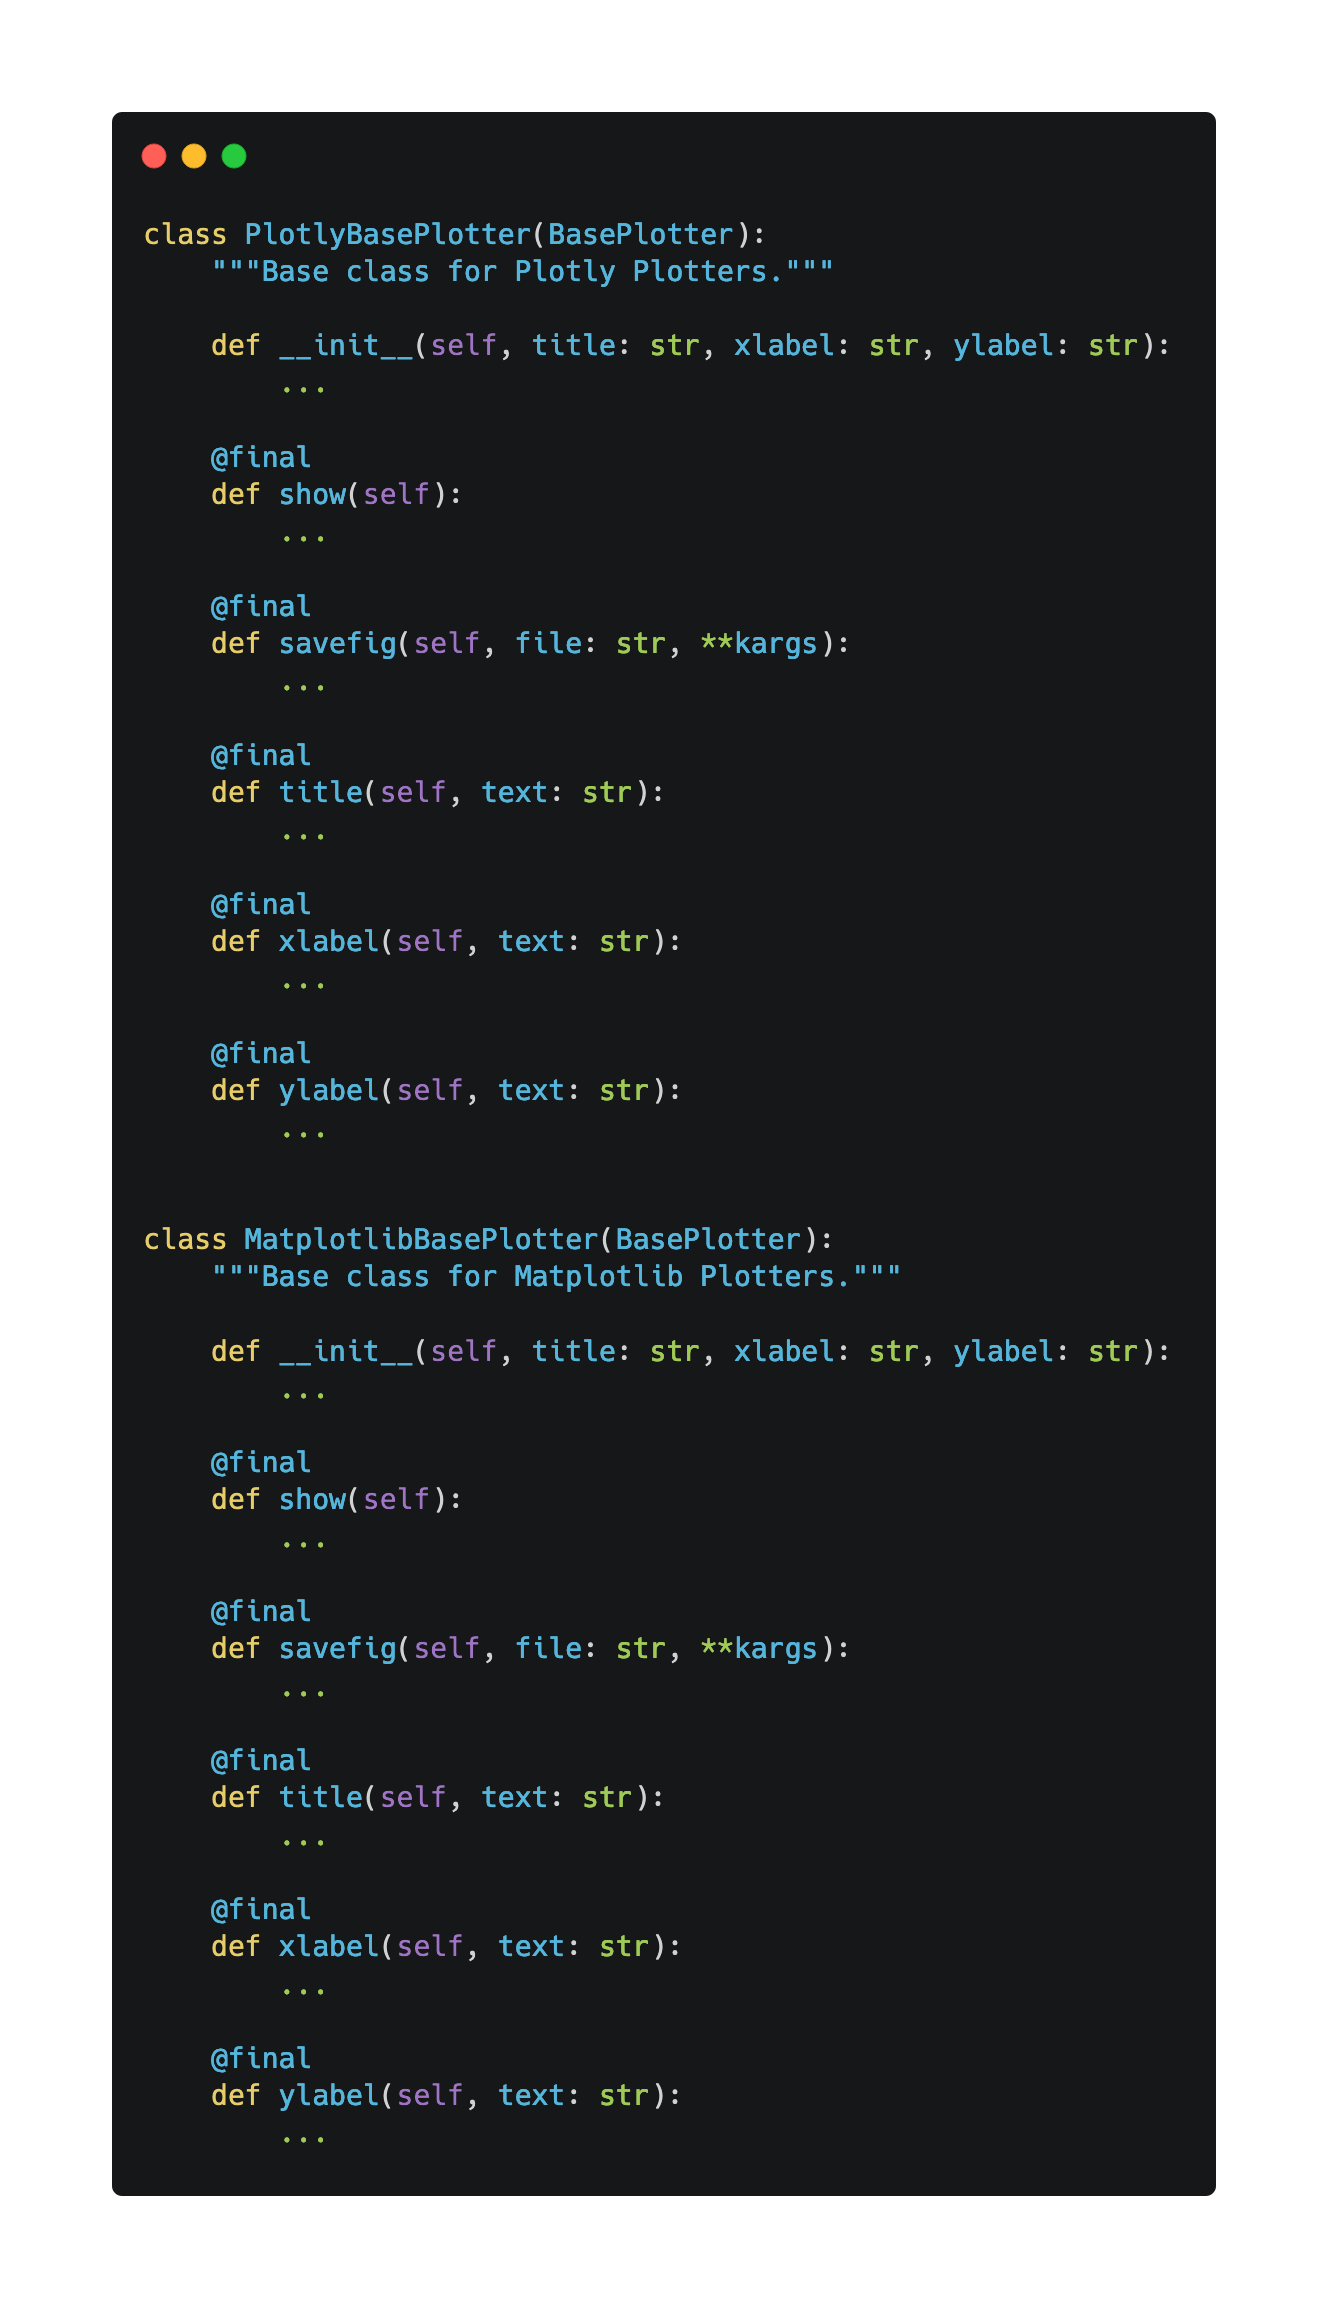 class PlotlyBasePlotter(BasePlotter):
    """Base class for Plotly Plotters."""

    def __init__(self, title: str, xlabel: str, ylabel: str):
        ...

    @final
    def show(self):
        ...

    @final
    def savefig(self, file: str, **kargs):
        ...

    @final
    def title(self, text: str):
        ...

    @final
    def xlabel(self, text: str):
        ...

    @final
    def ylabel(self, text: str):
        ...


class MatplotlibBasePlotter(BasePlotter):
    """Base class for Matplotlib Plotters."""

    def __init__(self, title: str, xlabel: str, ylabel: str):
        ...

    @final
    def show(self):
        ...

    @final
    def savefig(self, file: str, **kargs):
        ...

    @final
    def title(self, text: str):
        ...

    @final
    def xlabel(self, text: str):
        ...

    @final
    def ylabel(self, text: str):
        ...